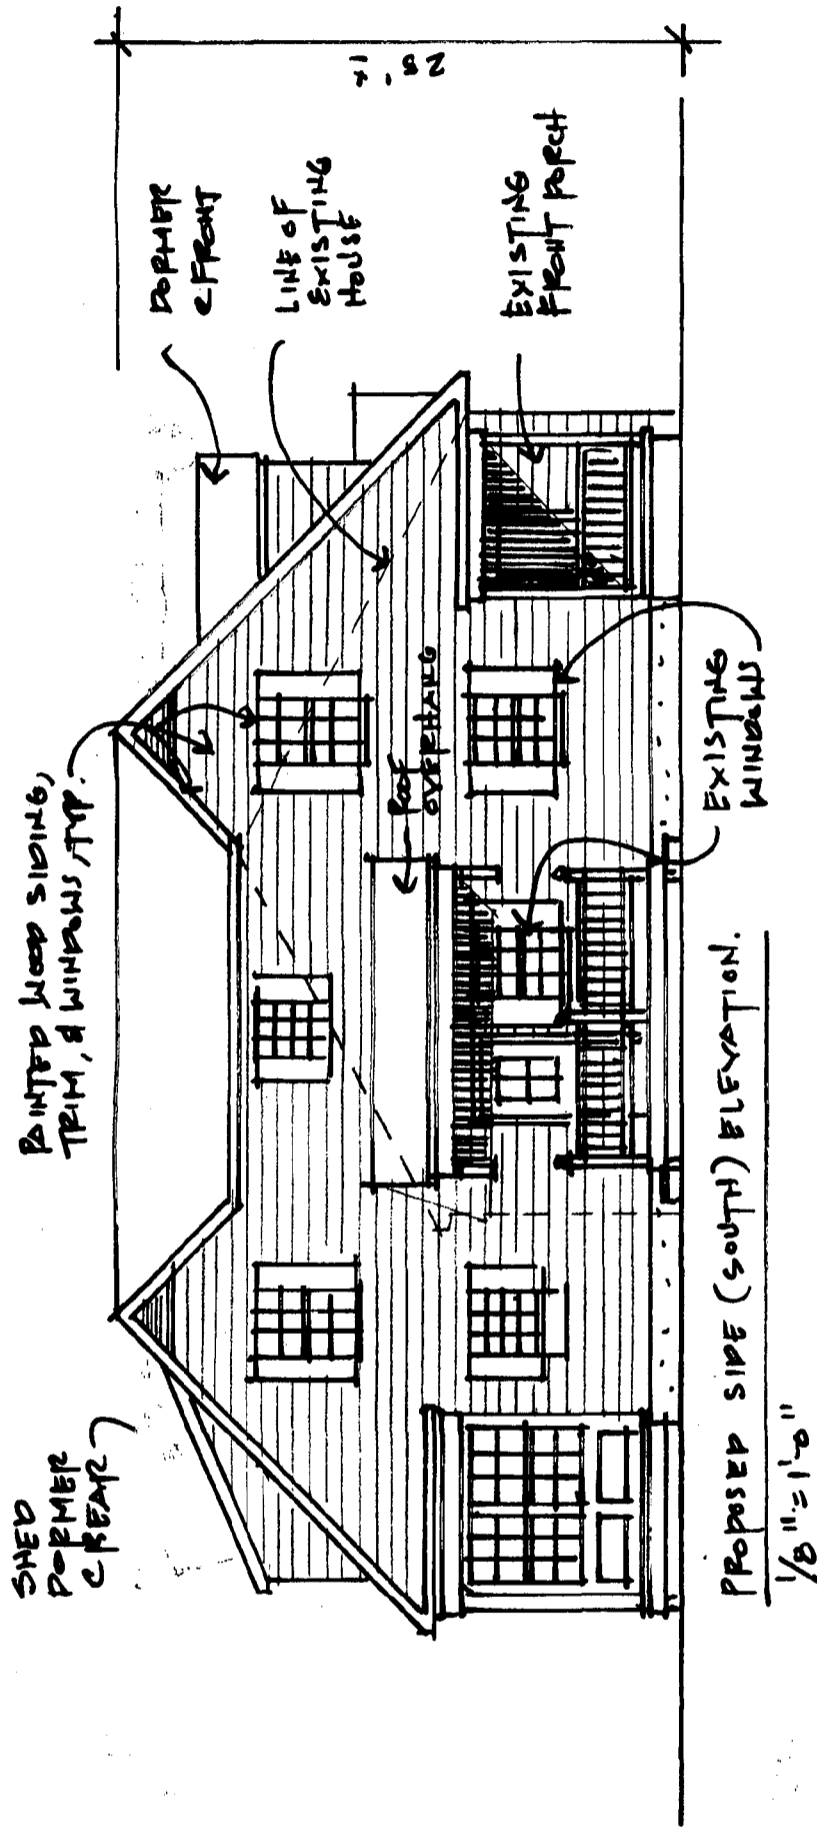 SHED
DORMER
@REAR
PAINTED WOOD SIDING,
TRIM, & WINDOWS, TYP.
DORMER
@FRONT
LINE OF
EXISTING
HOUSE
EXISTING
FRONT PORCH
25' ±
ROOF
OVERHANG
EXISTING
WINDOWS
PROPOSED SIDE (SOUTH) ELEVATION.
1/8" = 1'-0"